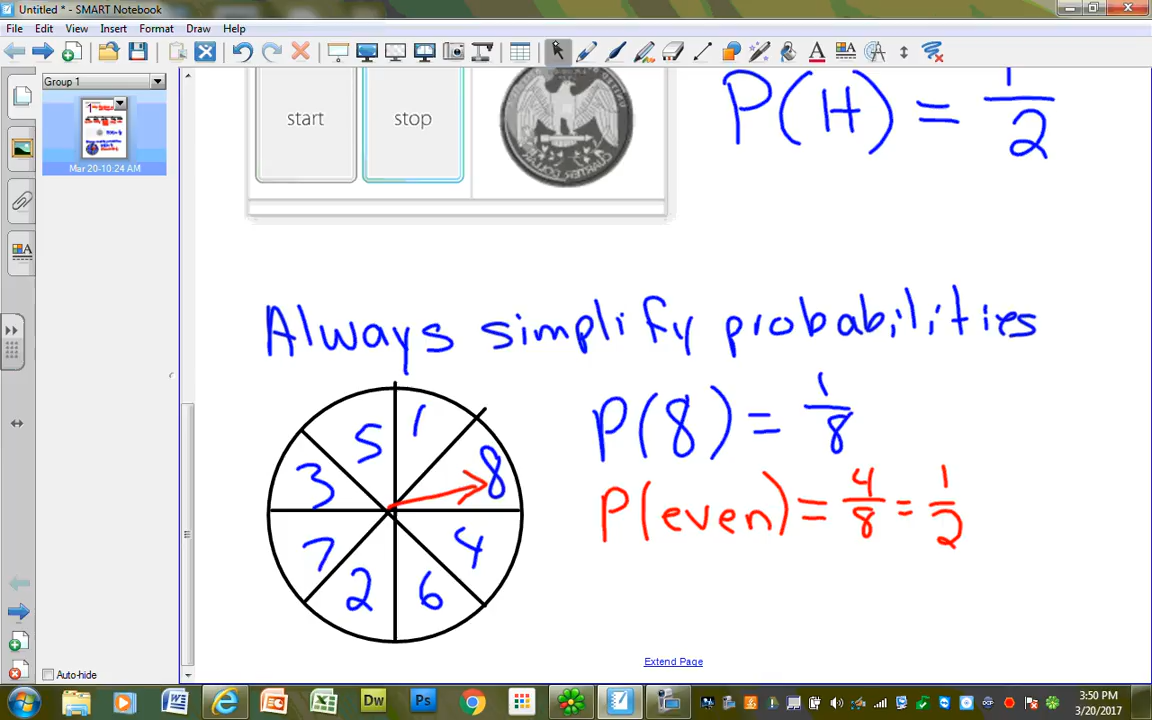 Untitled * - SMART Notebook
File Edit View Insert Format Draw Help
Group 1
Mar 20-10:24 AM
start stop
P(H) = 1/2
Always simplify probabilities
P(8) = 1/8
P(even) = 4/8 = 1/2
5 1
3 8
7 4
2 6
Extend Page
Auto-hide
Dw Ps
3:50 PM
3/20/2017